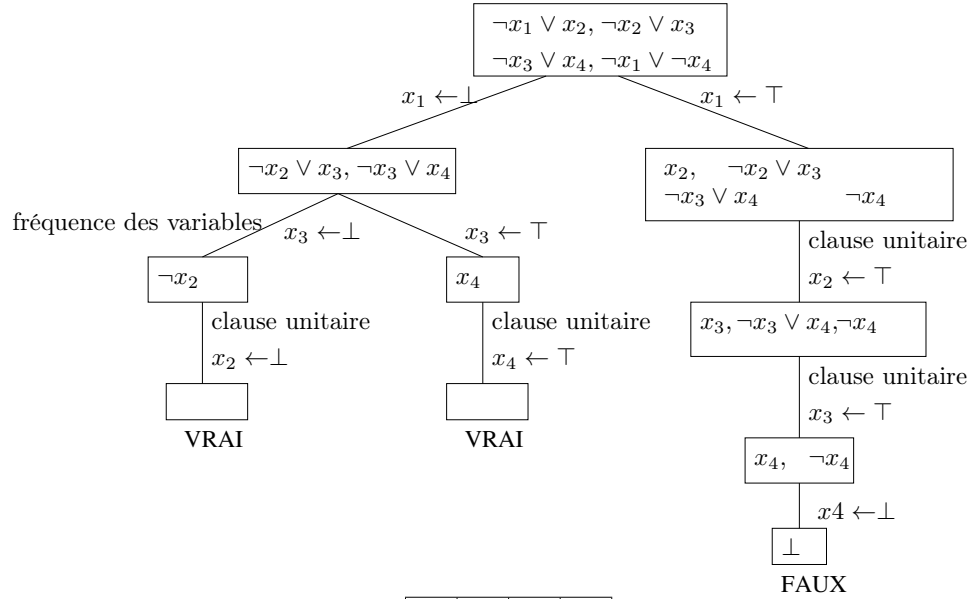 ¬x₁ ∨ x₂, ¬x₂ ∨ x₃
¬x₃ ∨ x₄, ¬x₁ ∨ ¬x₄
x₁ ←⊥
x₁ ← ⊤
¬x₂ ∨ x₃, ¬x₃ ∨ x₄
x₂, ¬x₂ ∨ x₃
¬x₃ ∨ x₄ ¬x₄
fréquence des variables
x₃ ←⊥
x₃ ← ⊤
clause unitaire
x₂ ← ⊤
¬x₂
x₄
clause unitaire
x₂ ←⊥
clause unitaire
x₄ ← ⊤
x₃, ¬x₃ ∨ x₄,¬x₄
clause unitaire
x₃ ← ⊤
VRAI
VRAI
x₄, ¬x₄
x4 ←⊥
⊥
FAUX